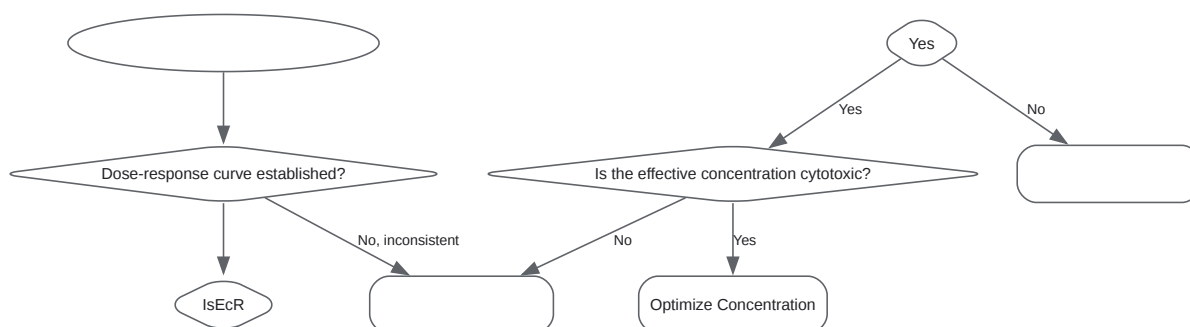 Yes
Yes
No
Dose-response curve established?
Is the effective concentration cytotoxic?
No, inconsistent
No
Yes
IsEcR
Optimize Concentration